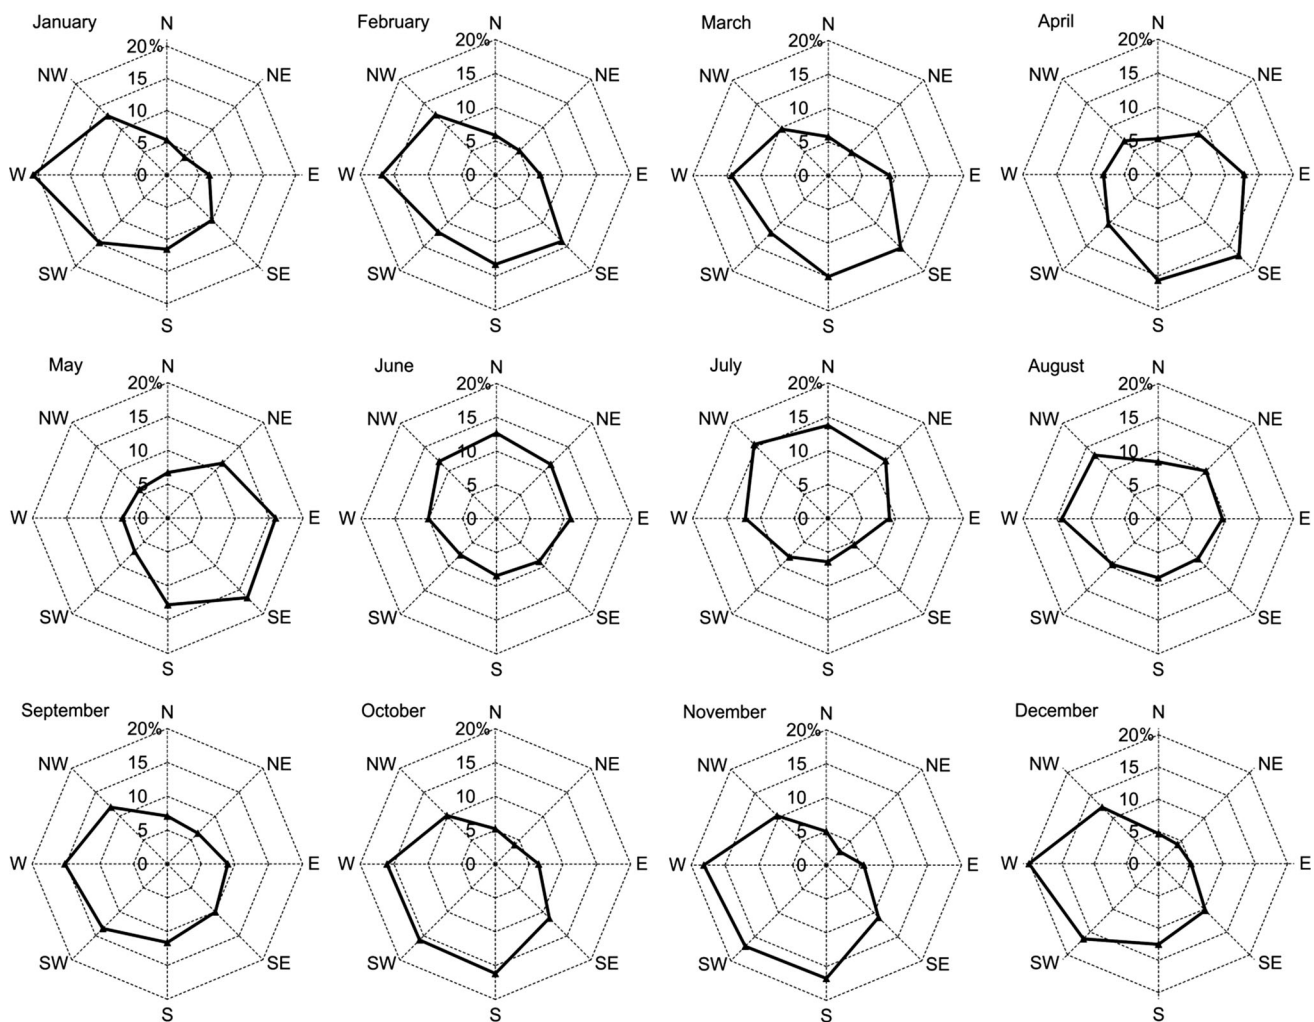 January
N
20%
15
10
5
0
NW
NE
W
E
SW
SE
S
February
N
20%
15
10
5
0
NW
NE
W
E
SW
SE
S
March
N
20%
15
10
5
0
NW
NE
W
E
SW
SE
S
April
N
20%
15
10
5
0
NW
NE
W
E
SW
SE
S
May
N
20%
15
10
5
0
NW
NE
W
E
SW
SE
S
June
N
20%
15
10
5
0
NW
NE
W
E
SW
SE
S
July
N
20%
15
10
5
0
NW
NE
W
E
SW
SE
S
August
N
20%
15
10
5
0
NW
NE
W
E
SW
SE
S
September
N
20%
15
10
5
0
NW
NE
W
E
SW
SE
S
October
N
20%
15
10
5
0
NW
NE
W
E
SW
SE
S
November
N
20%
15
10
5
0
NW
NE
W
E
SW
SE
S
December
N
20%
15
10
5
0
NW
NE
W
E
SW
SE
S